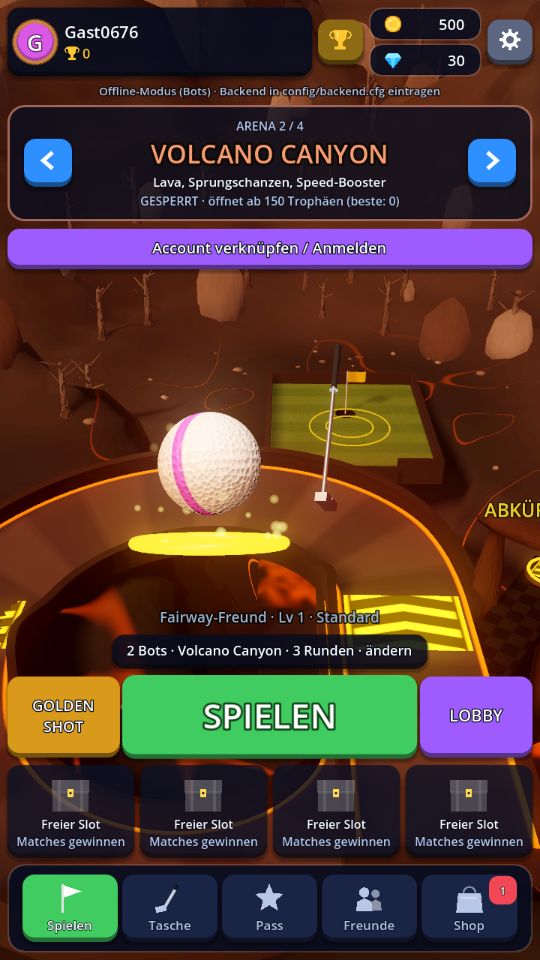 G
Gast0676
0
500
30
Offline-Modus (Bots) · Backend in config/backend.cfg eintragen
ARENA 2 / 4
VOLCANO CANYON
Lava, Sprungschanzen, Speed-Booster
GESPERRT · öffnet ab 150 Trophäen (beste: 0)
Account verknüpfen / Anmelden
ABKÜR
Fairway-Freund · Lv 1 · Standard
2 Bots · Volcano Canyon · 3 Runden · ändern
GOLDEN
SHOT
SPIELEN
LOBBY
Freier Slot
Matches gewinnen
Freier Slot
Matches gewinnen
Freier Slot
Matches gewinnen
Freier Slot
Matches gewinnen
Spielen
Tasche
Pass
Freunde
Shop
1